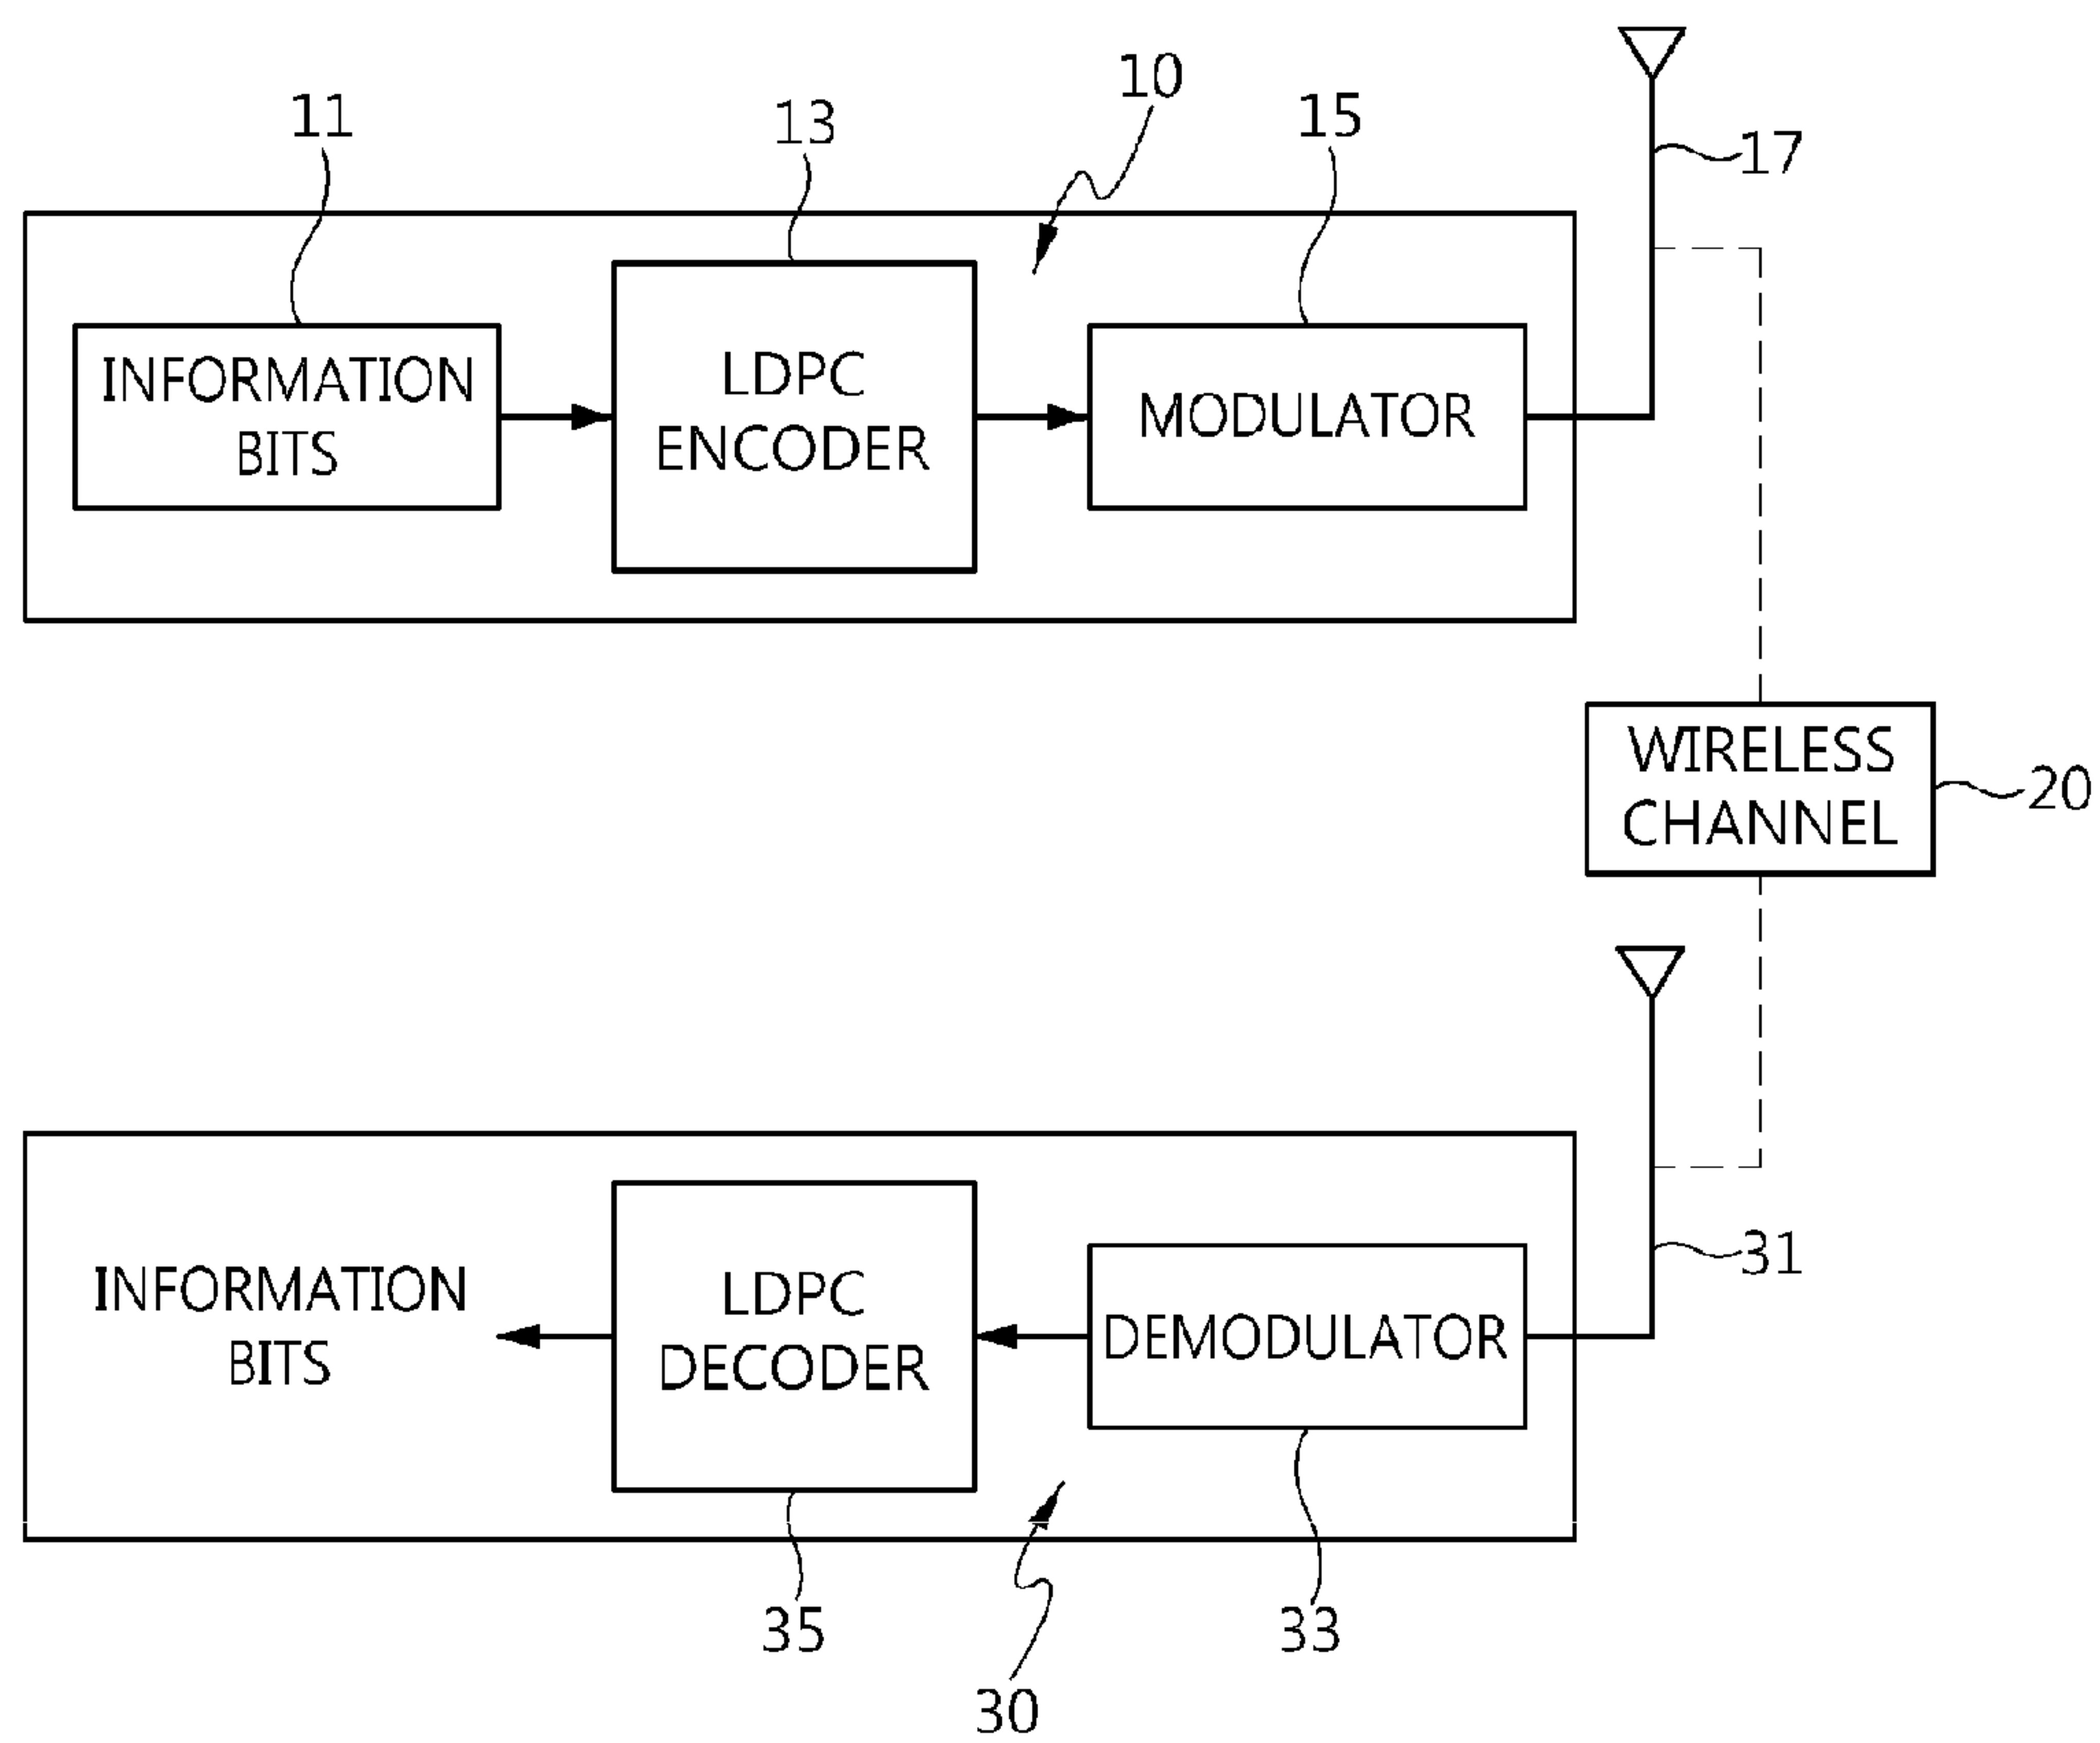 10
11
13
15
17
INFORMATION
BITS
LDPC
ENCODER
MODULATOR
WIRELESS
CHANNEL
20
31
INFORMATION
BITS
LDPC
DECODER
DEMODULATOR
35
33
30